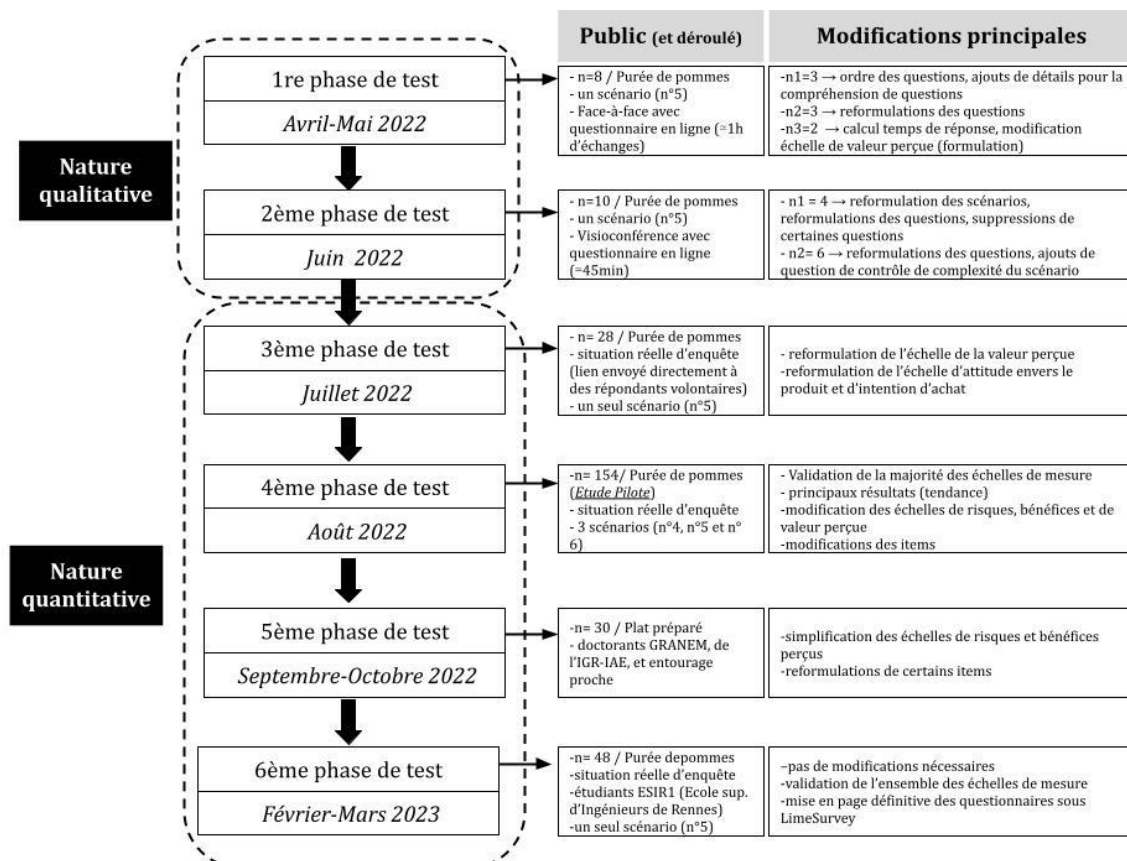 Public (et déroulé)
Modifications principales
Nature
qualitative
1re phase de test
Avril-Mai 2022
- n=8 / Purée de pommes
- un scénario (n°5)
- Face-à-face avec
questionnaire en ligne (≃1h
d'échanges)
-n1=3 → ordre des questions, ajouts de détails pour la
compréhension de questions
-n2=3 → reformulations des questions
-n3=2 → calcul temps de réponse, modification
échelle de valeur perçue (formulation)
2ème phase de test
Juin 2022
- n=10 / Purée de pommes
- un scénario (n°5)
- Visioconférence avec
questionnaire en ligne
(≃45min)
- n1 = 4 → reformulation des scénarios,
reformulations des questions, suppressions de
certaines questions
- n2= 6 → reformulations des questions, ajouts de
question de contrôle de complexité du scénario
Nature
quantitative
3ème phase de test
Juillet 2022
- n= 28 / Purée de pommes
- situation réelle d'enquête
(lien envoyé directement à
des répondants volontaires)
- un seul scénario (n°5)
- reformulation de l'échelle de la valeur perçue
-reformulation de l'échelle d'attitude envers le
produit et d'intention d'achat
4ème phase de test
Août 2022
-n= 154/ Purée de pommes
(Etude Pilote)
- situation réelle d'enquête
- 3 scénarios (n°4, n°5 et n°
6)
- Validation de la majorité des échelles de mesure
- principaux résultats (tendance)
-modification des échelles de risques, bénéfices et de
valeur perçue
-modifications des items
5ème phase de test
Septembre-Octobre 2022
-n= 30 / Plat préparé
- doctorants GRANEM, de
l'IGR-IAE, et entourage
proche
-simplification des échelles de risques et bénéfices
perçus
-reformulations de certains items
6ème phase de test
Février-Mars 2023
-n= 48 / Purée depommes
-situation réelle d'enquête
-étudiants ESIR1 (Ecole sup.
d'Ingénieurs de Rennes)
-un seul scénario (n°5)
–pas de modifications nécessaires
-validation de l'ensemble des échelles de mesure
-mise en page définitive des questionnaires sous
LimeSurvey